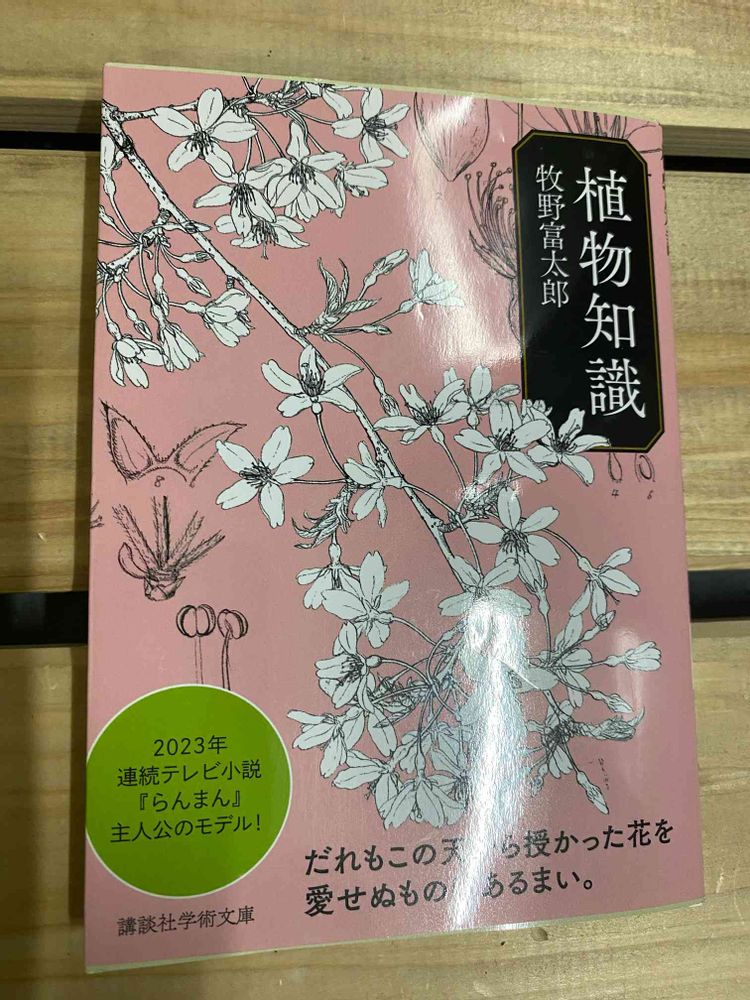 植物知識
牧野富太郎
2023年
連続テレビ小説
『らんまん』
主人公のモデル!
だれもこの天 ら授かった花を
愛せぬもの あるまい。
講談社学術文庫